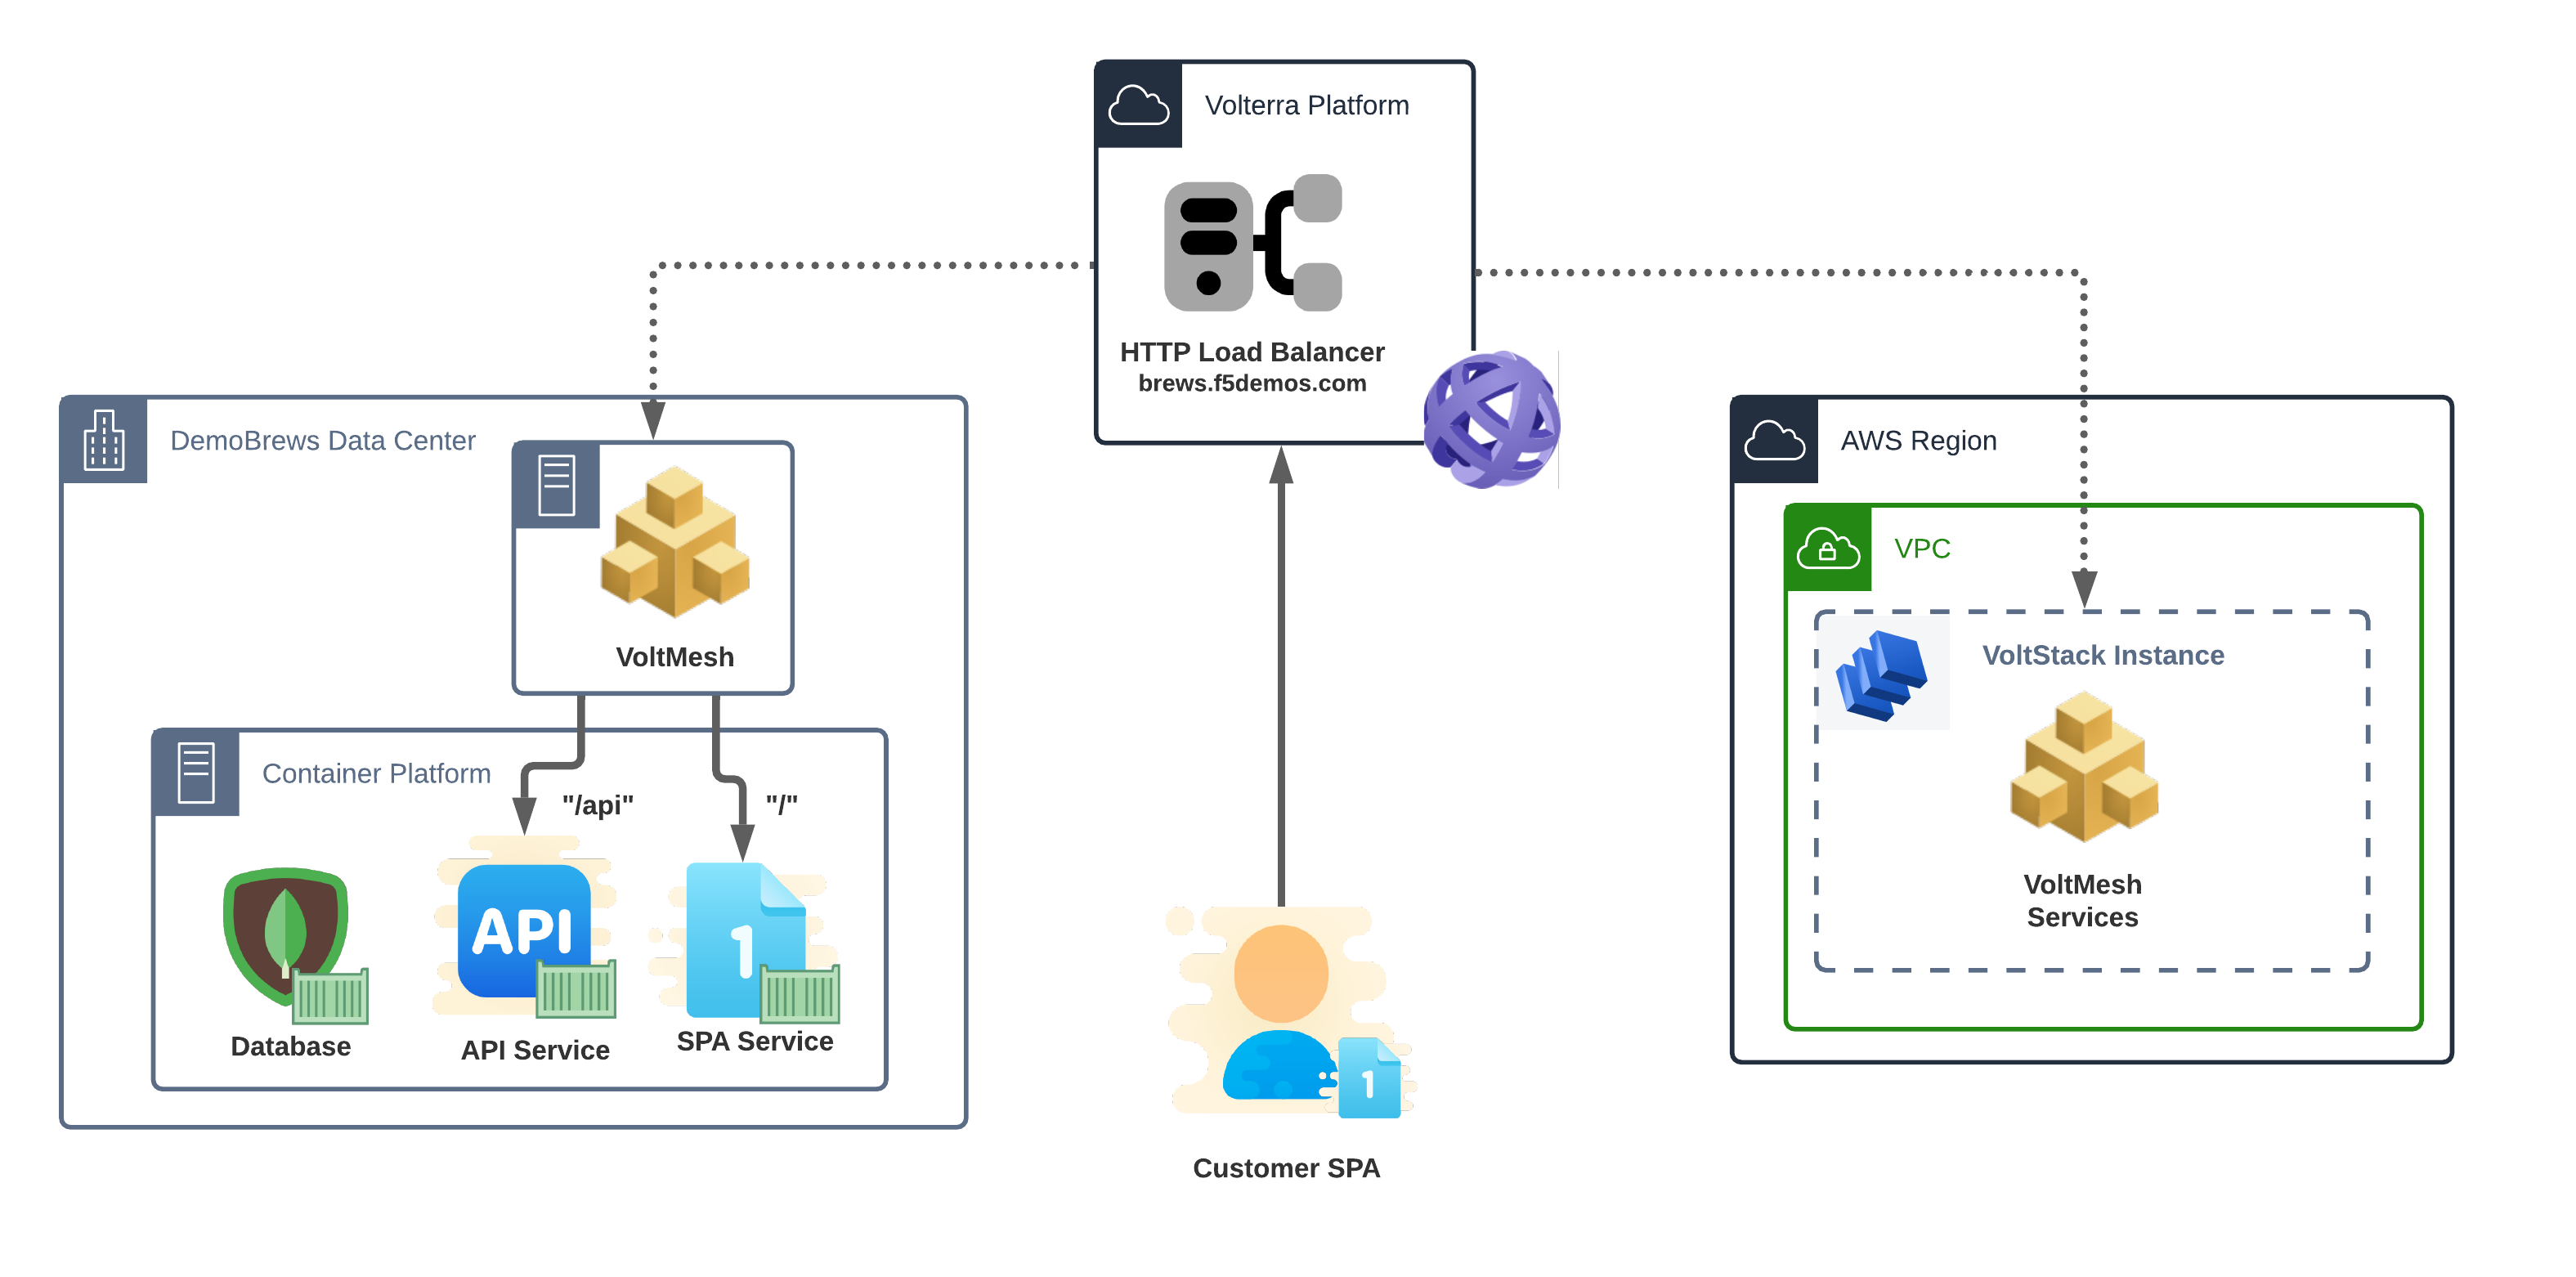 Volterra Platform
HTTP Load Balancer
brews.f5demos.com
DemoBrews Data Center
VoltMesh
Container Platform
"/api"
"/"
API
1
Database
API Service
SPA Service
1
Customer SPA
AWS Region
VPC
VoltStack Instance
VoltMesh
Services